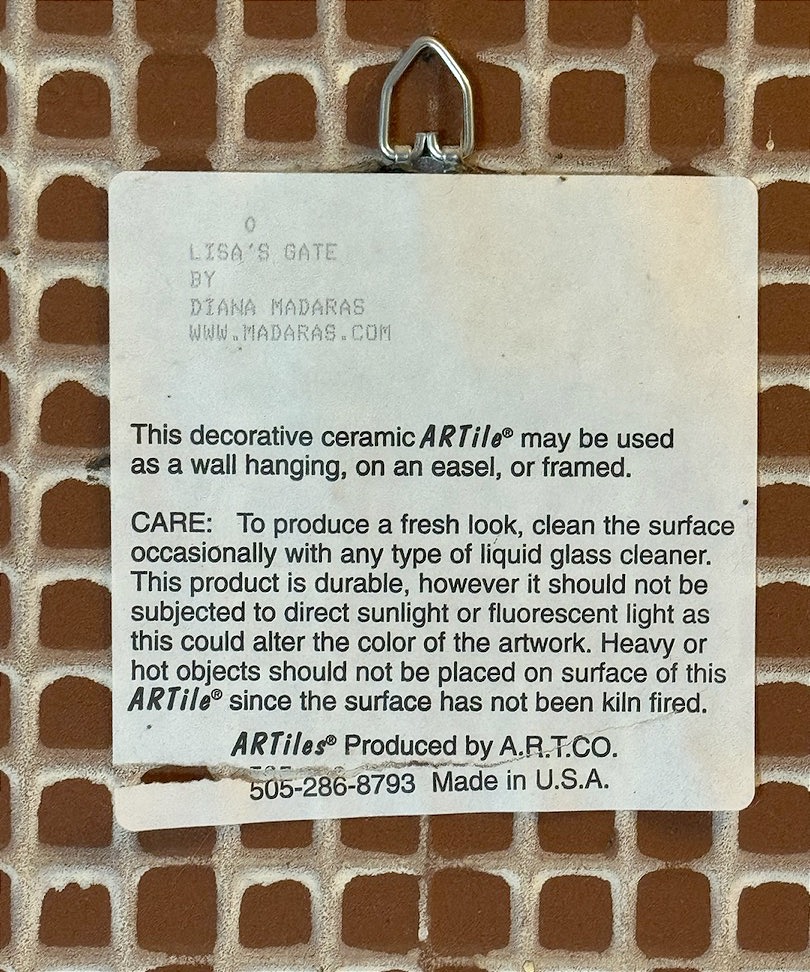 O
LISA'S GATE
BY
DIANA MADARAS
WWW.MADARAS.COM
This decorative ceramic ARTile® may be used
as a wall hanging, on an easel, or framed.
CARE: To produce a fresh look, clean the surface
occasionally with any type of liquid glass cleaner.
This product is durable, however it should not be
subjected to direct sunlight or fluorescent light as
this could alter the color of the artwork. Heavy or
hot objects should not be placed on surface of this
ARTile® since the surface has not been kiln fired.
ARTiles® Produced by A.R.T.CO.
505-286-8793 Made in U.S.A.